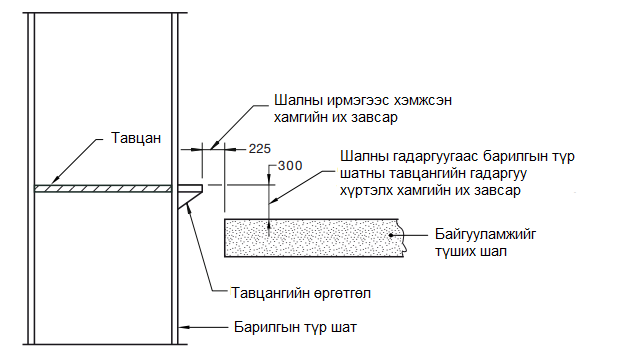 Шалны ирмэгээс хэмжсэн
хамгийн их завсар
Тавцан
225
300
Шалны гадаргуугаас барилгын түр
шатны тавцангийн гадаргуу
хүртэлх хамгийн их завсар
Байгууламжийг
түших шал
Тавцангийн өргөтгөл
Барилгын түр шат